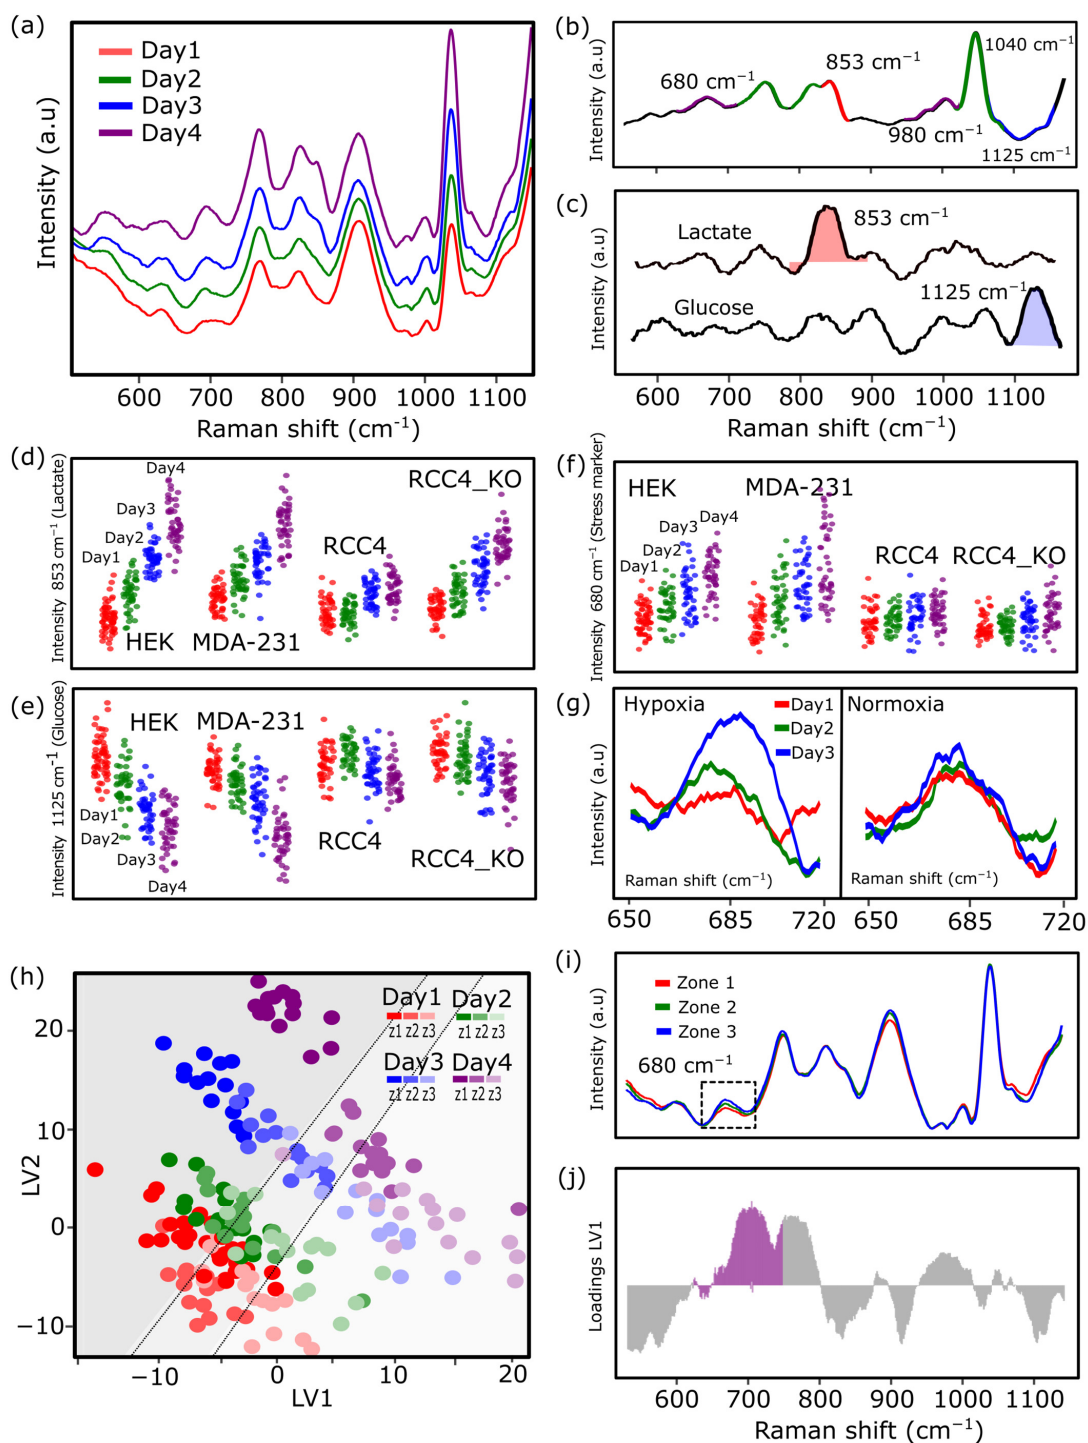 (a)
Day1
Day2
Day3
Day4
Intensity (a.u)
600 700 800 900 1000 1100
Raman shift (cm⁻¹)
(b)
680 cm⁻¹
853 cm⁻¹
1040 cm⁻¹
980 cm⁻¹
1125 cm⁻¹
Intensity (a.u)
(c)
Lactate
853 cm⁻¹
Glucose
1125 cm⁻¹
Intensity (a.u)
600 700 800 900 1000 1100
Raman shift (cm⁻¹)
(d)
Intensity 853 cm⁻¹ (Lactate)
Day1
Day2
Day3
Day4
HEK
MDA-231
RCC4
RCC4_KO
(e)
Intensity 1125 cm⁻¹ (Glucose)
HEK
MDA-231
RCC4
RCC4_KO
Day1
Day2
Day3
Day4
(f)
Intensity 680 cm⁻¹ (Stress marker)
HEK
MDA-231
RCC4
RCC4_KO
Day1
Day2
Day3
Day4
(g)
Hypoxia
Day1
Day2
Day3
Normoxia
Intensity (a.u)
Raman shift (cm⁻¹)
Raman shift (cm⁻¹)
650 685 720
650 685 720
(h)
Day1 Day2
z1 z2 z3 z1 z2 z3
Day3 Day4
z1 z2 z3 z1 z2 z3
LV2
20
10
0
−10
−10 0 10 20
LV1
(i)
Zone 1
Zone 2
Zone 3
680 cm⁻¹
Intensity (a.u)
(j)
Loadings LV1
600 700 800 900 1000 1100
Raman shift (cm⁻¹)